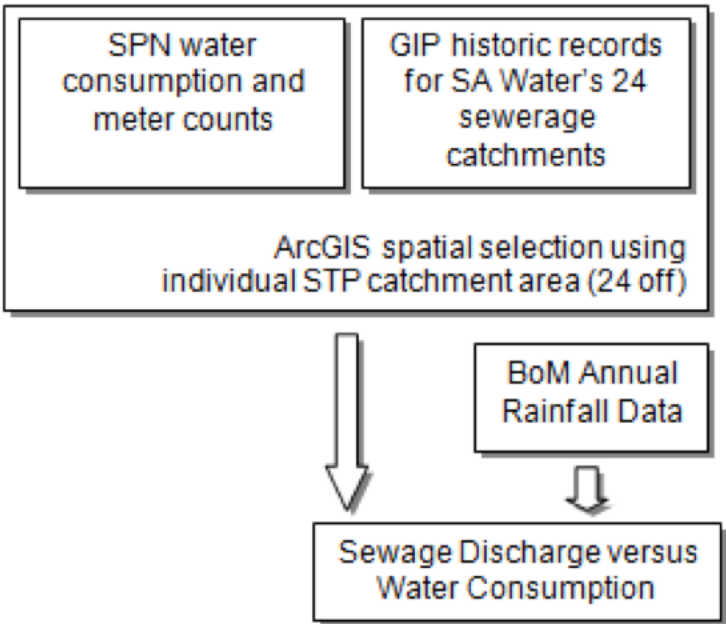 SPN water
consumption and
meter counts
GIP historic records
for SA Water's 24
sewerage
catchments
ArcGIS spatial selection using
individual STP catchment area (24 off)
BoM Annual
Rainfall Data
Sewage Discharge versus
Water Consumption